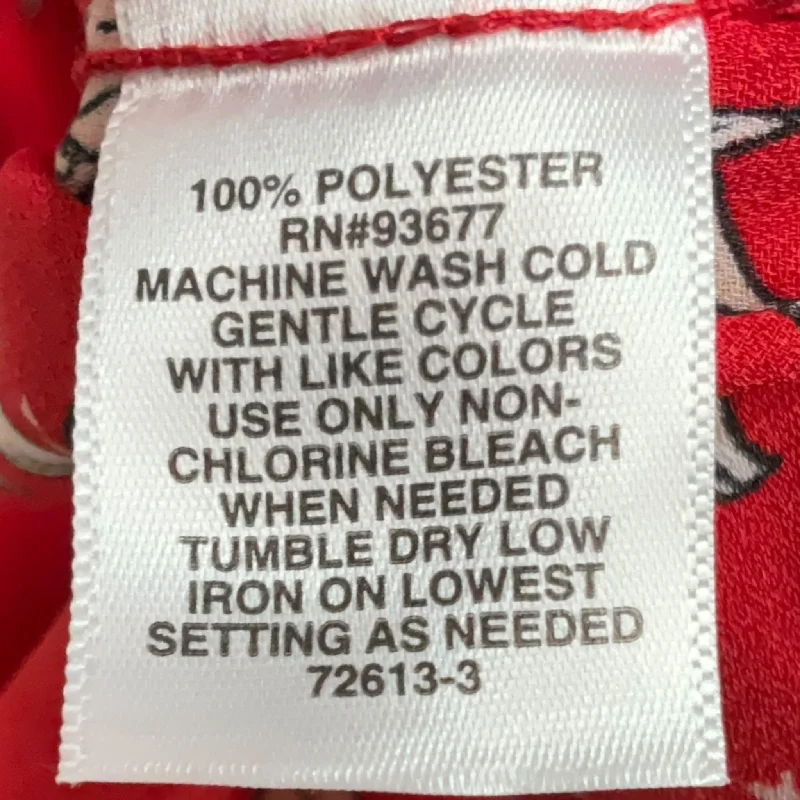 100% POLYESTER
RN#93677
MACHINE WASH COLD
GENTLE CYCLE
WITH LIKE COLORS
USE ONLY NON-
CHLORINE BLEACH
WHEN NEEDED
TUMBLE DRY LOW
IRON ON LOWEST
SETTING AS NEEDED
72613-3